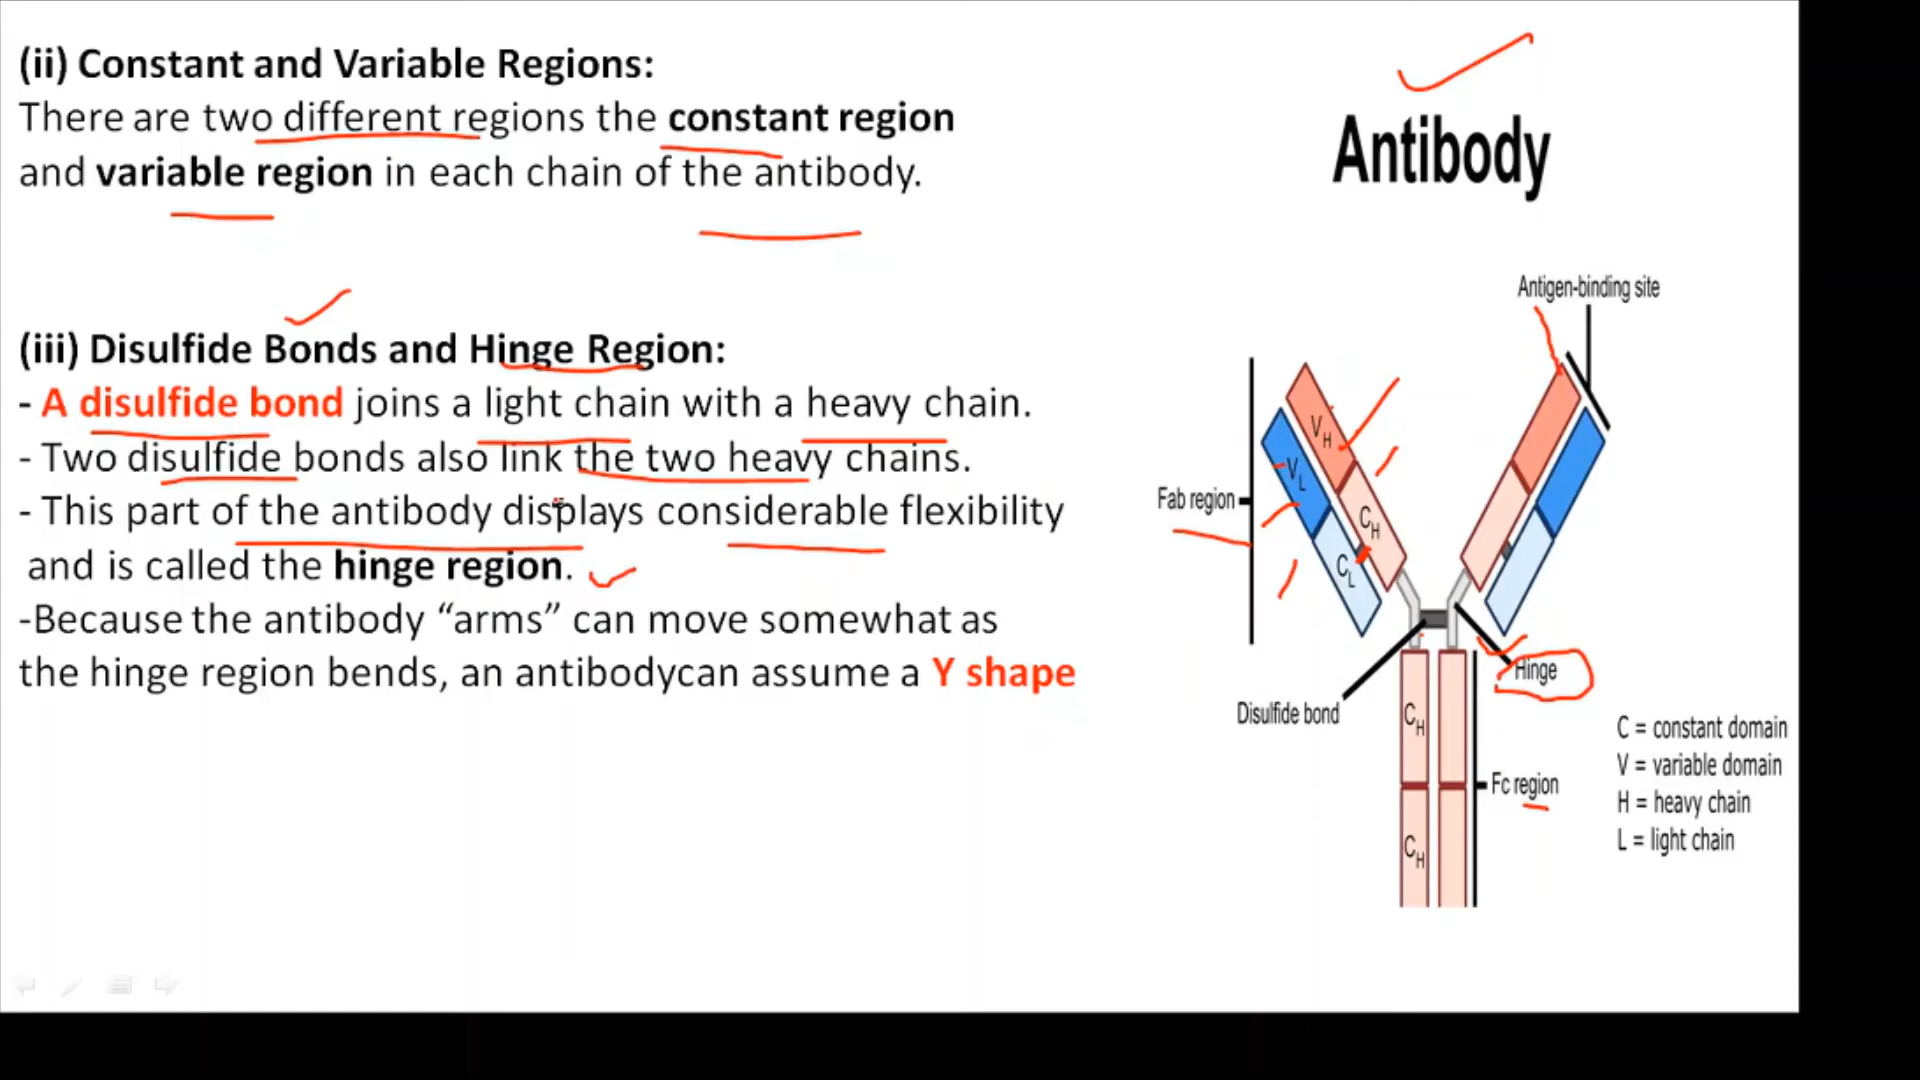 (ii) Constant and Variable Regions:
There are two different regions the constant region
and variable region in each chain of the antibody.
(iii) Disulfide Bonds and Hinge Region:
- A disulfide bond joins a light chain with a heavy chain.
- Two disulfide bonds also link the two heavy chains.
- This part of the antibody displays considerable flexibility
and is called the hinge region.
-Because the antibody “arms” can move somewhat as
the hinge region bends, an antibodycan assume a Y shape
Antibody
Antigen-binding site
VH
VL
Fab region
CH
CL
Hinge
Disulfide bond
CH
C = constant domain
V = variable domain
Fc region
H = heavy chain
L = light chain
CH